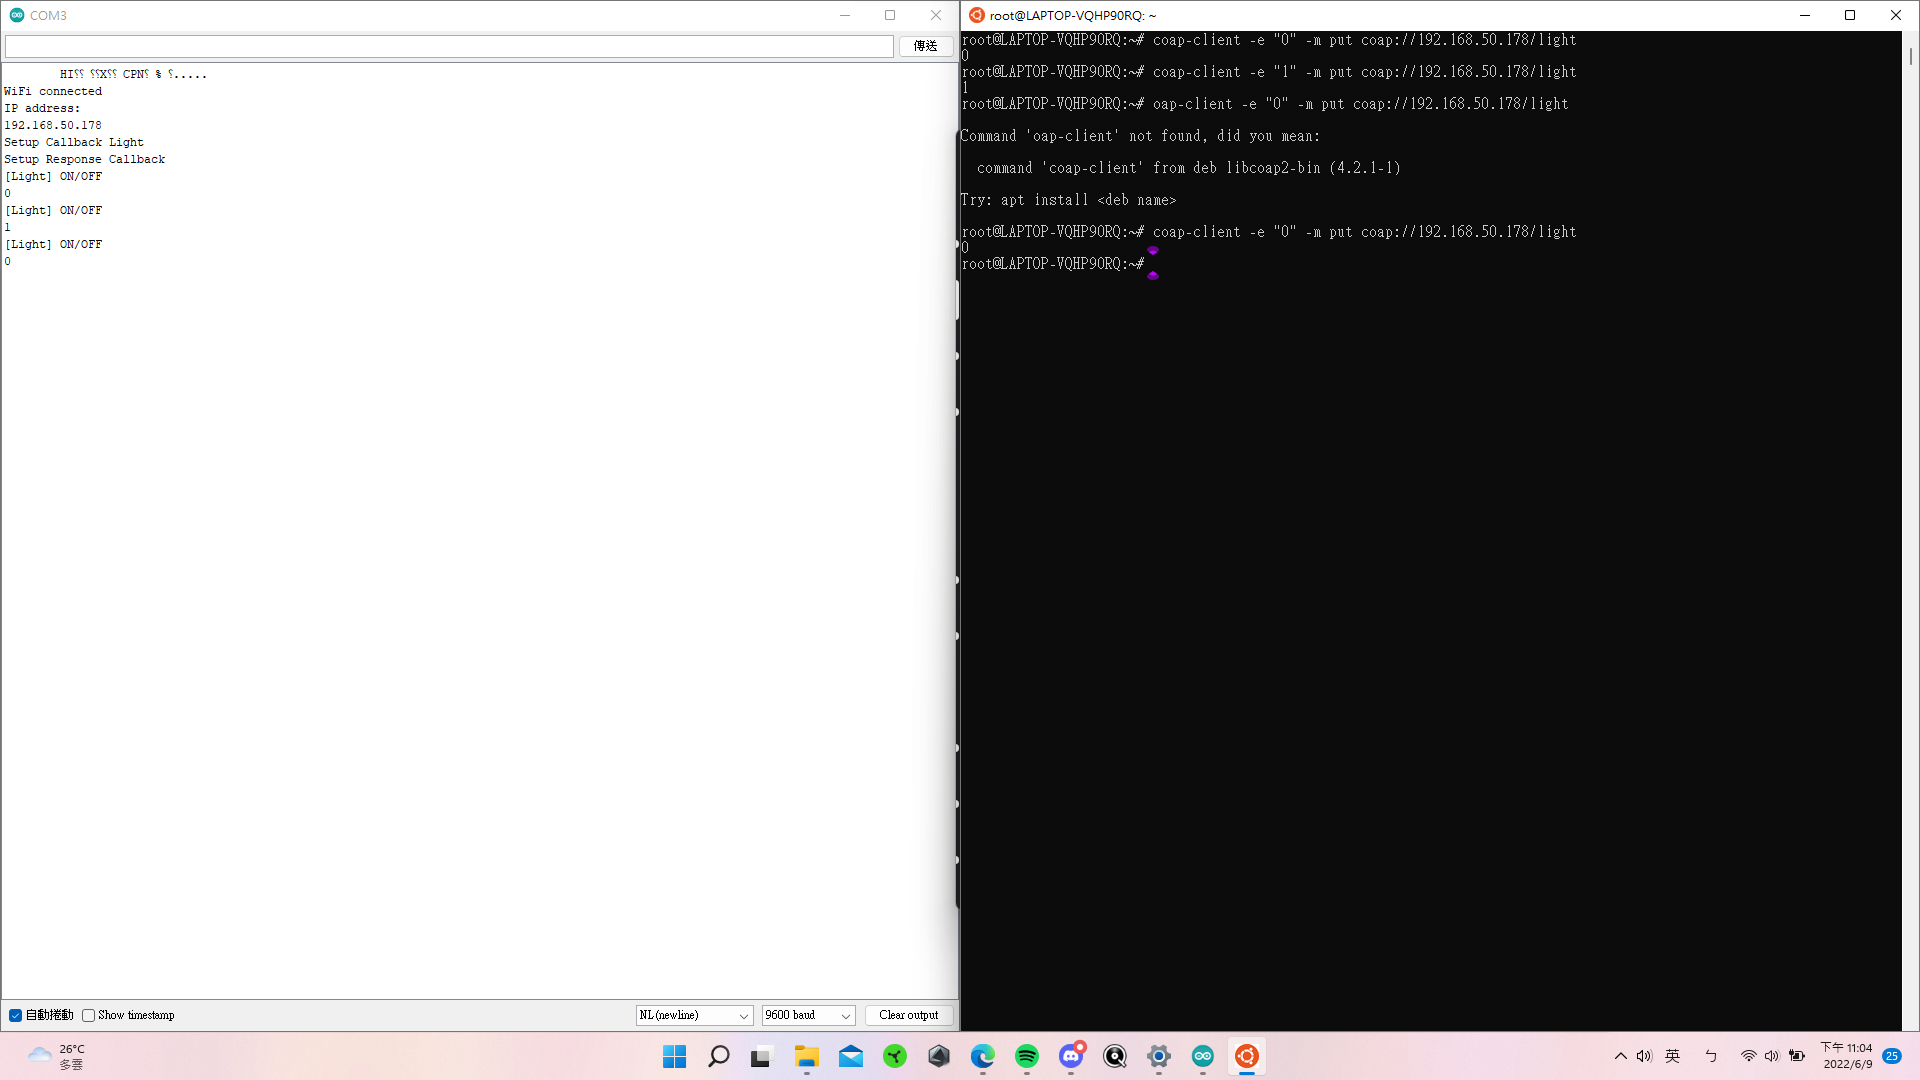 COM3
傳送
WiFi connected
IP address:
192.168.50.178
Setup Callback Light
Setup Response Callback
[Light] ON/OFF
0
[Light] ON/OFF
1
[Light] ON/OFF
0
自動捲動
Show timestamp
NL(newline)
9600 baud
Clear output
root@LAPTOP-VQHP90RQ: ~
root@LAPTOP-VQHP90RQ:~# coap-client -e "0" -m put coap://192.168.50.178/light
0
root@LAPTOP-VQHP90RQ:~# coap-client -e "1" -m put coap://192.168.50.178/light
1
root@LAPTOP-VQHP90RQ:~# oap-client -e "0" -m put coap://192.168.50.178/light
Command 'oap-client' not found, did you mean:
command 'coap-client' from deb libcoap2-bin (4.2.1-1)
Try: apt install <deb name>
root@LAPTOP-VQHP90RQ:~# coap-client -e "0" -m put coap://192.168.50.178/light
0
root@LAPTOP-VQHP90RQ:~#
26°C
多雲
英
ㄅ
下午 11:04
2022/6/9
25